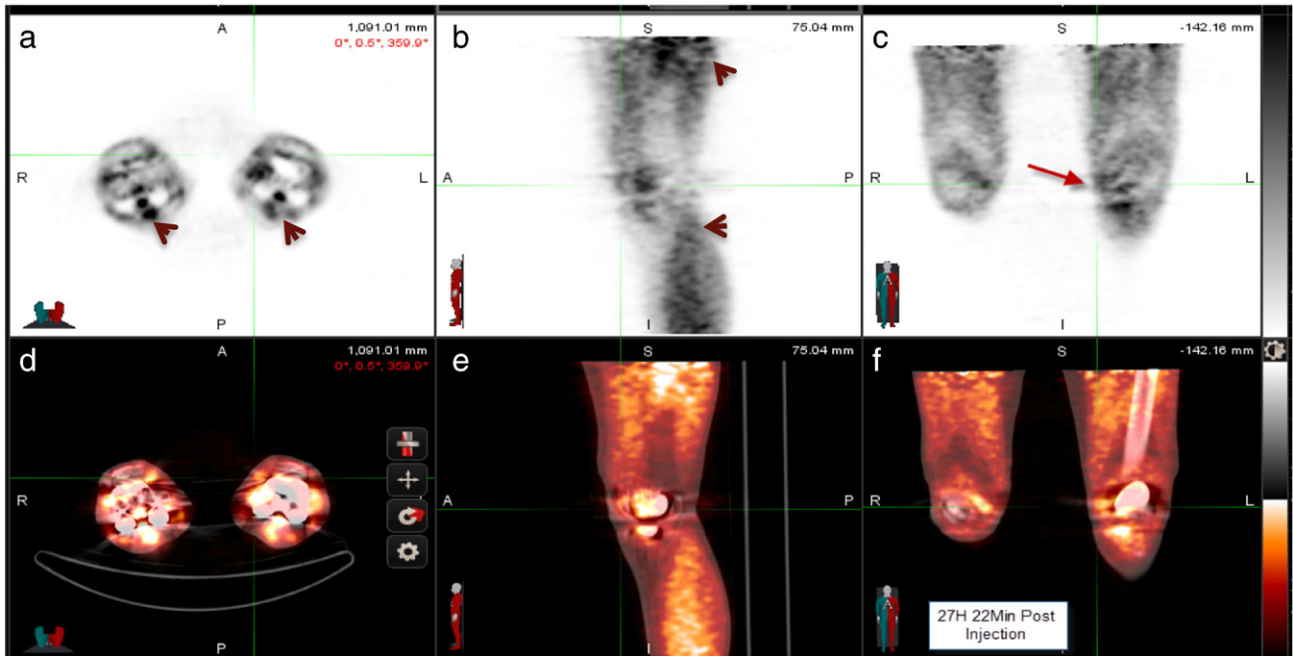 a
A
1,091.01 mm
0°, 0.5°, 359.9°
R
L
P
b
S
75.04 mm
A
P
I
c
S
-142.16 mm
R
L
A
I
d
A
1,091.01 mm
0°, 0.5°, 359.9°
R
P
e
S
75.04 mm
A
P
I
f
S
-142.16 mm
R
L
A
27H 22Min Post
Injection
I